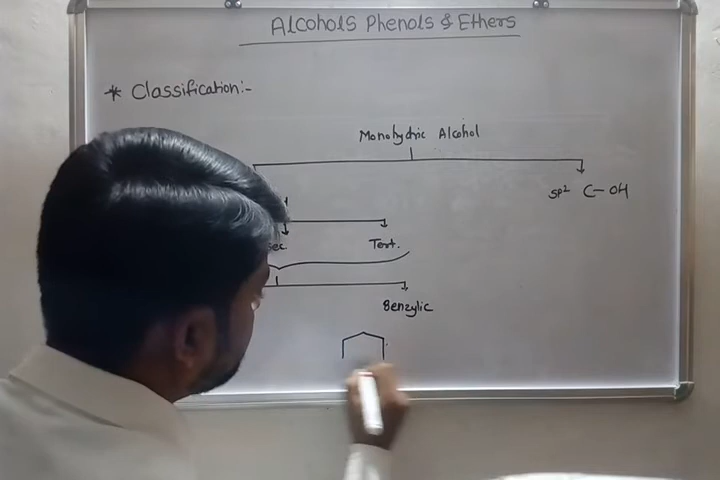 Alcohols Phenols & Ethers
* Classification:-
Monohydric Alcohol
sp² C-OH
sec. Tert.
Benzylic